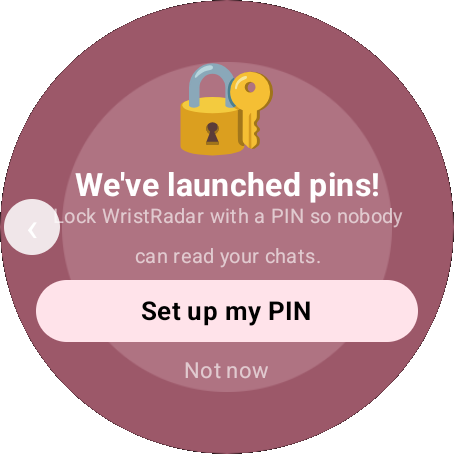 We've launched pins!
Lock WristRadar with a PIN so nobody
can read your chats.
Set up my PIN
Not now